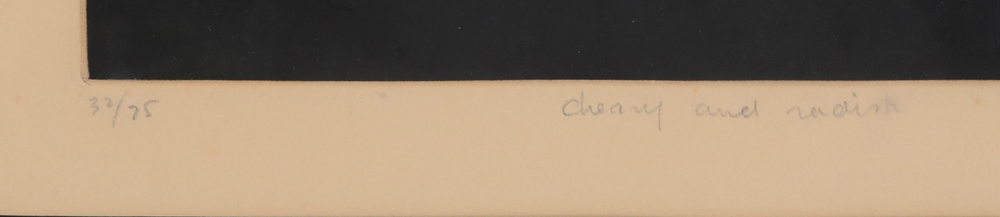 32/75 cherry and radish